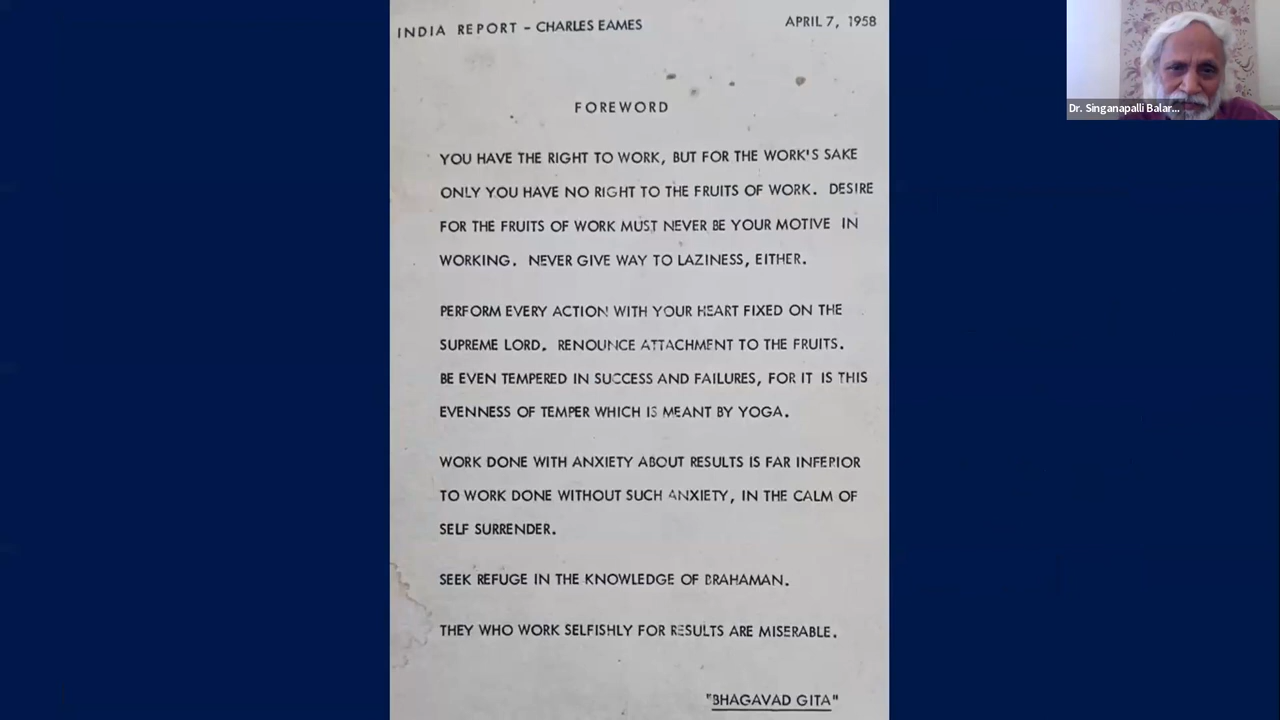 INDIA REPORT - CHARLES EAMES
APRIL 7, 1958
FOREWORD
YOU HAVE THE RIGHT TO WORK, BUT FOR THE WORK'S SAKE
ONLY YOU HAVE NO RIGHT TO THE FRUITS OF WORK. DESIRE
FOR THE FRUITS OF WORK MUST NEVER BE YOUR MOTIVE IN
WORKING. NEVER GIVE WAY TO LAZINESS, EITHER.
PERFORM EVERY ACTION WITH YOUR HEART FIXED ON THE
SUPREME LORD. RENOUNCE ATTACHMENT TO THE FRUITS.
BE EVEN TEMPERED IN SUCCESS AND FAILURES, FOR IT IS THIS
EVENNESS OF TEMPER WHICH IS MEANT BY YOGA.
WORK DONE WITH ANXIETY ABOUT RESULTS IS FAR INFERIOR
TO WORK DONE WITHOUT SUCH ANXIETY, IN THE CALM OF
SELF SURRENDER.
SEEK REFUGE IN THE KNOWLEDGE OF BRAHAMAN.
THEY WHO WORK SELFISHLY FOR RESULTS ARE MISERABLE.
"BHAGAVAD GITA"
Dr. Singanapalli Balar...